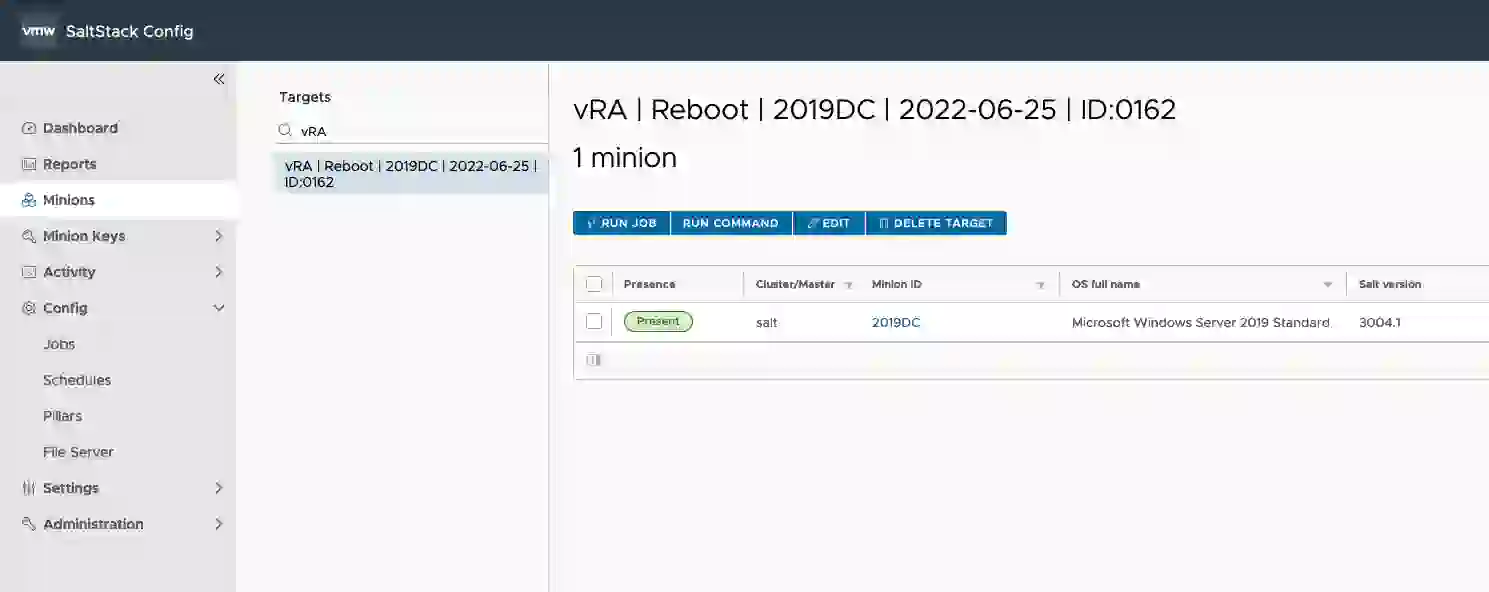 vmw SaltStack Config
Dashboard
Reports
Minions
Minion Keys
Activity
Config
Jobs
Schedules
Pillars
File Server
Settings
Administration
Targets
vRA
vRA | Reboot | 2019DC | 2022-06-25 |
ID:0162
vRA | Reboot | 2019DC | 2022-06-25 | ID:0162
1 minion
RUN JOB RUN COMMAND EDIT DELETE TARGET
Presence Cluster/Master Minion ID OS full name Salt version
Present salt 2019DC Microsoft Windows Server 2019 Standard 3004.1